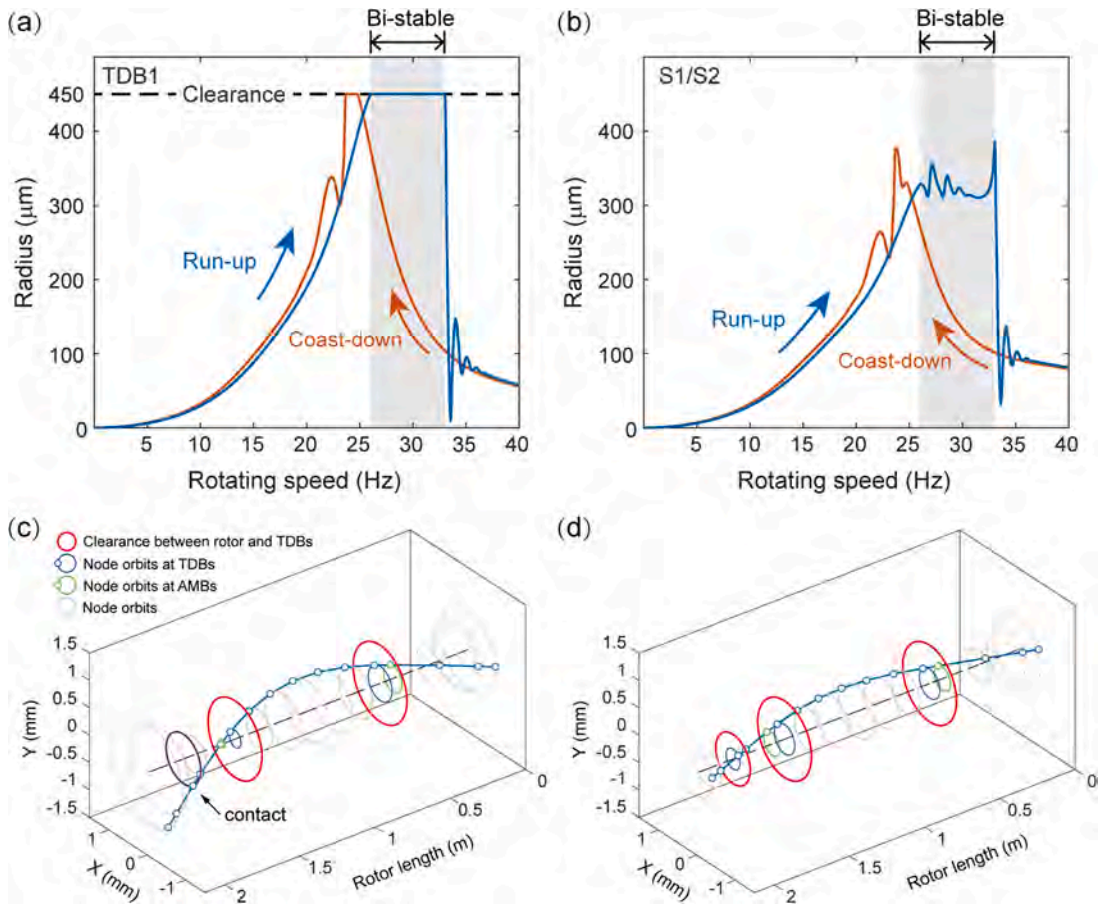 (a)
Bi-stable
TDB1
Clearance
450
400
300
200
100
0
Radius (μm)
Run-up
Coast-down
5 10 15 20 25 30 35 40
Rotating speed (Hz)
(b)
Bi-stable
S1/S2
400
300
200
100
0
Radius (μm)
Run-up
Coast-down
5 10 15 20 25 30 35 40
Rotating speed (Hz)
(c)
Clearance between rotor and TDBs
Node orbits at TDBs
Node orbits at AMBs
Node orbits
1.5
1
0.5
0
-0.5
-1
-1.5
Y (mm)
contact
1
0
-1
X (mm)
2
1.5
1
0.5
0
Rotor length (m)
(d)
1.5
1
0.5
0
-0.5
-1
-1.5
Y (mm)
1
0
-1
X (mm)
2
1.5
1
0.5
0
Rotor length (m)